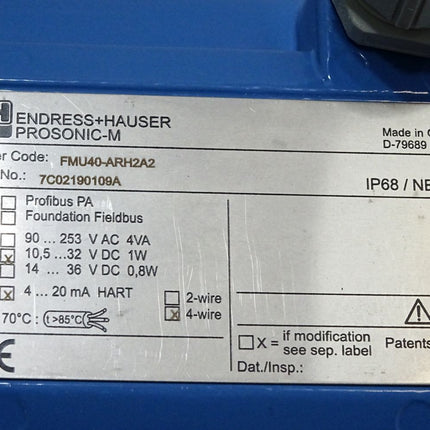 ENDRESS+HAUSER
PROSONIC-M
Made in
D-79689
er Code: FMU40-ARH2A2
No.: 7C02190109A
IP68 / NE
Profibus PA
Foundation Fieldbus
90 ... 253 V AC 4VA
x 10,5...32 V DC 1W
14 ... 36 V DC 0,8W
x 4 ... 20 mA HART
2-wire
x 4-wire
70°C : t >85°C
X = if modification
see sep. label
Patents
Dat./Insp.:
CE